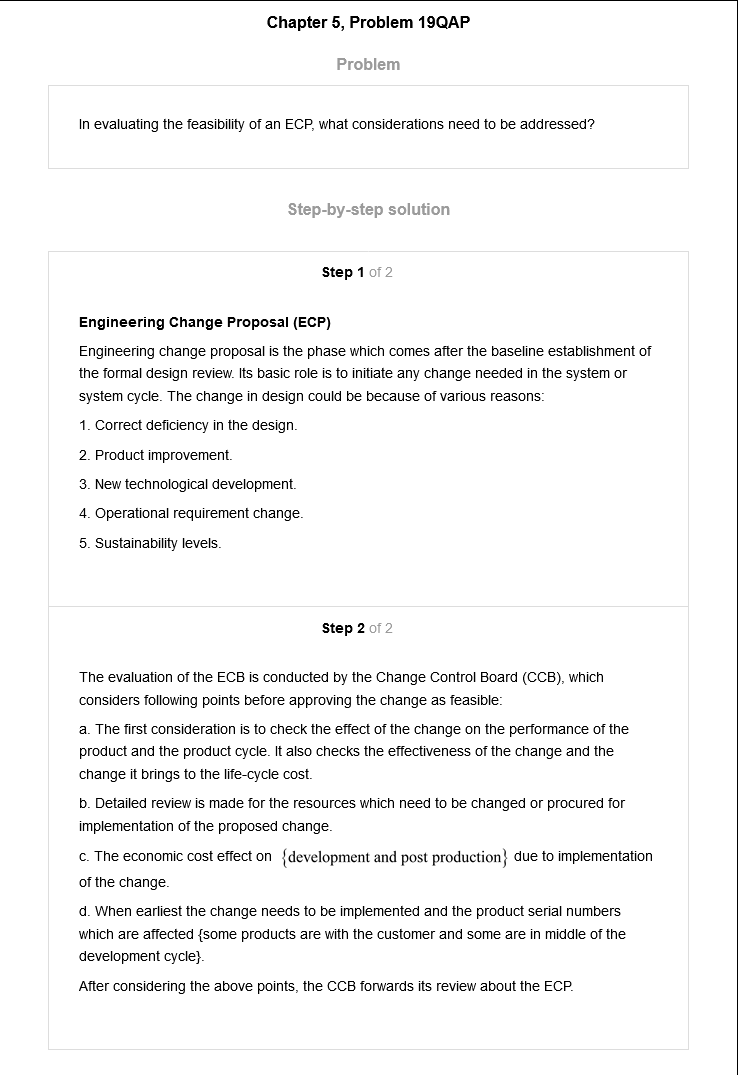 Chapter 5, Problem 19QAP
Problem
In evaluating the feasibility of an ECP, what considerations need to be addressed?
Step-by-step solution
Step 1 of 2
Engineering Change Proposal (ECP)
Engineering change proposal is the phase which comes after the baseline establishment of
the formal design review. Its basic role is to initiate any change needed in the system or
system cycle. The change in design could be because of various reasons:
1. Correct deficiency in the design.
2. Product improvement.
3. New technological development.
4. Operational requirement change.
5. Sustainability levels.
Step 2 of 2
The evaluation of the ECB is conducted by the Change Control Board (CCB), which
considers following points before approving the change as feasible:
a. The first consideration is to check the effect of the change on the performance of the
product and the product cycle. It also checks the effectiveness of the change and the
change it brings to the life-cycle cost.
b. Detailed review is made for the resources which need to be changed or procured for
implementation of the proposed change.
c. The economic cost effect on {development and post production} due to implementation
of the change.
d. When earliest the change needs to be implemented and the product serial numbers
which are affected {some products are with the customer and some are in middle of the
development cycle}.
After considering the above points, the CCB forwards its review about the ECP.